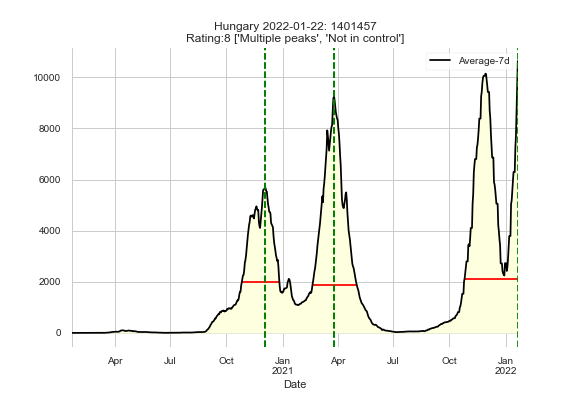 Hungary 2022-01-22: 1401457
Rating:8 ['Multiple peaks', 'Not in control']
Average-7d
10000
8000
6000
4000
2000
0
Apr
Jul
Oct
Jan
2021
Apr
Jul
Oct
Jan
2022
Date